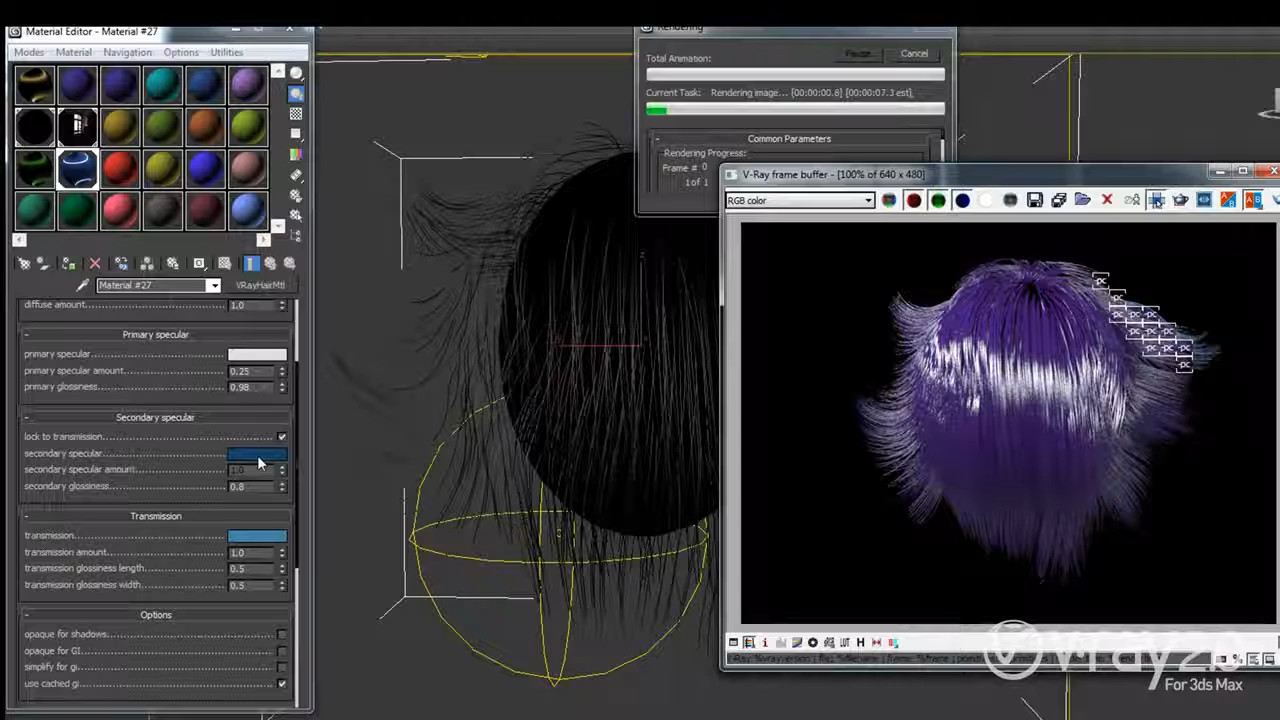 Material Editor - Material #27
Modes Material Navigation Options Utilities
Material #27 VRayHairMtl
diffuse amount 1.0
Primary specular
primary specular
primary specular amount 0.25
primary glossiness 0.98
Secondary specular
lock to transmission
secondary specular
secondary specular amount 1.0
secondary glossiness 0.8
Transmission
transmission
transmission amount 1.0
transmission glossiness length 0.5
transmission glossiness width 0.5
Options
opaque for shadows
opaque for GI
simplify for gi
use cached gi
Rendering
Total Animation:
Pause Cancel
Current Task: Rendering image... [00:00:00.8] [00:00:07.3 est]
Common Parameters
Rendering Progress:
Frame # 0
1 of 1
V-Ray frame buffer - [100% of 640 x 480]
RGB color
For 3ds Max